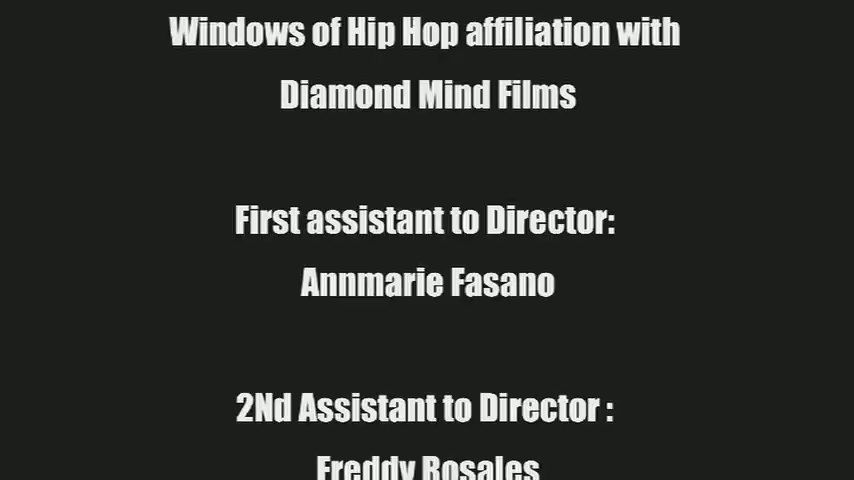 Windows of Hip Hop affiliation with
Diamond Mind Films
First assistant to Director:
Annmarie Fasano
2Nd Assistant to Director :
Freddy Rosales